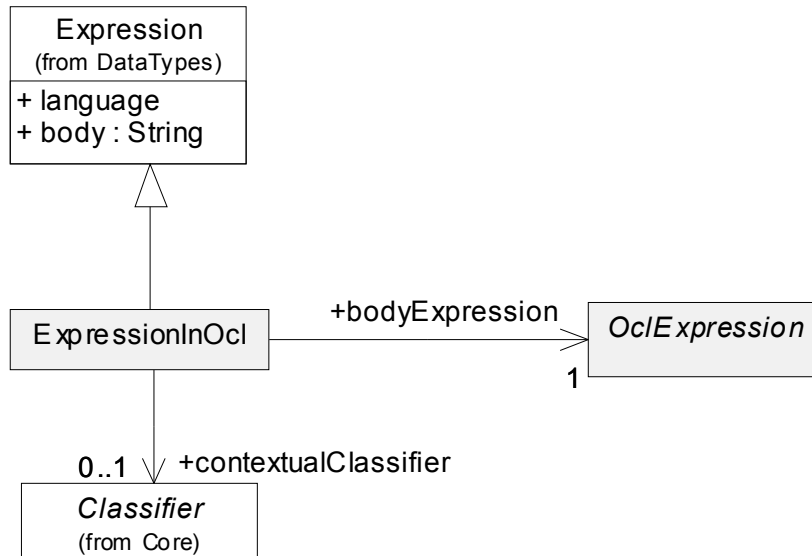 Expression
(from DataTypes)
+ language
+ body : String
+bodyExpression
ExpressionInOcl
OclExpression
1
0..1
+contextualClassifier
Classifier
(from Core)